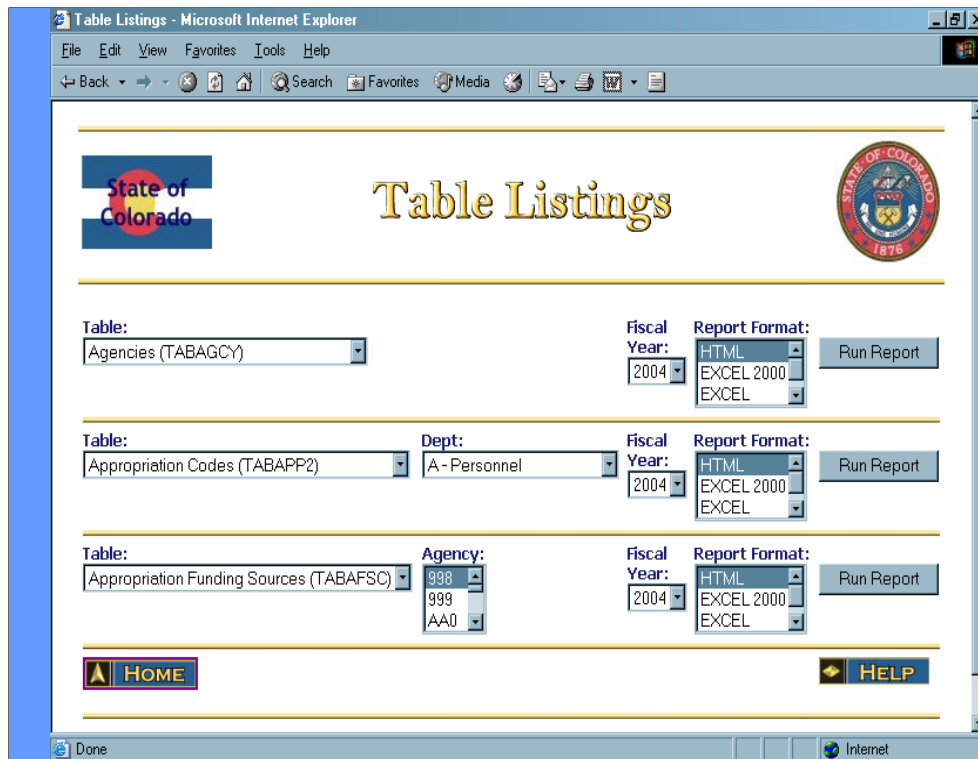 Table Listings - Microsoft Internet Explorer
File Edit View Favorites Tools Help
Back Search Favorites Media
State of
Colorado
Table Listings
STATE OF COLORADO
1876
Table:
Agencies (TABAGCY)
Fiscal
Year:
2004
Report Format:
HTML
EXCEL 2000
EXCEL
Run Report
Table:
Appropriation Codes (TABAPP2)
Dept:
A - Personnel
Fiscal
Year:
2004
Report Format:
HTML
EXCEL 2000
EXCEL
Run Report
Table:
Appropriation Funding Sources (TABAFSC)
Agency:
998
999
AA0
Fiscal
Year:
2004
Report Format:
HTML
EXCEL 2000
EXCEL
Run Report
HOME
HELP
Done
Internet